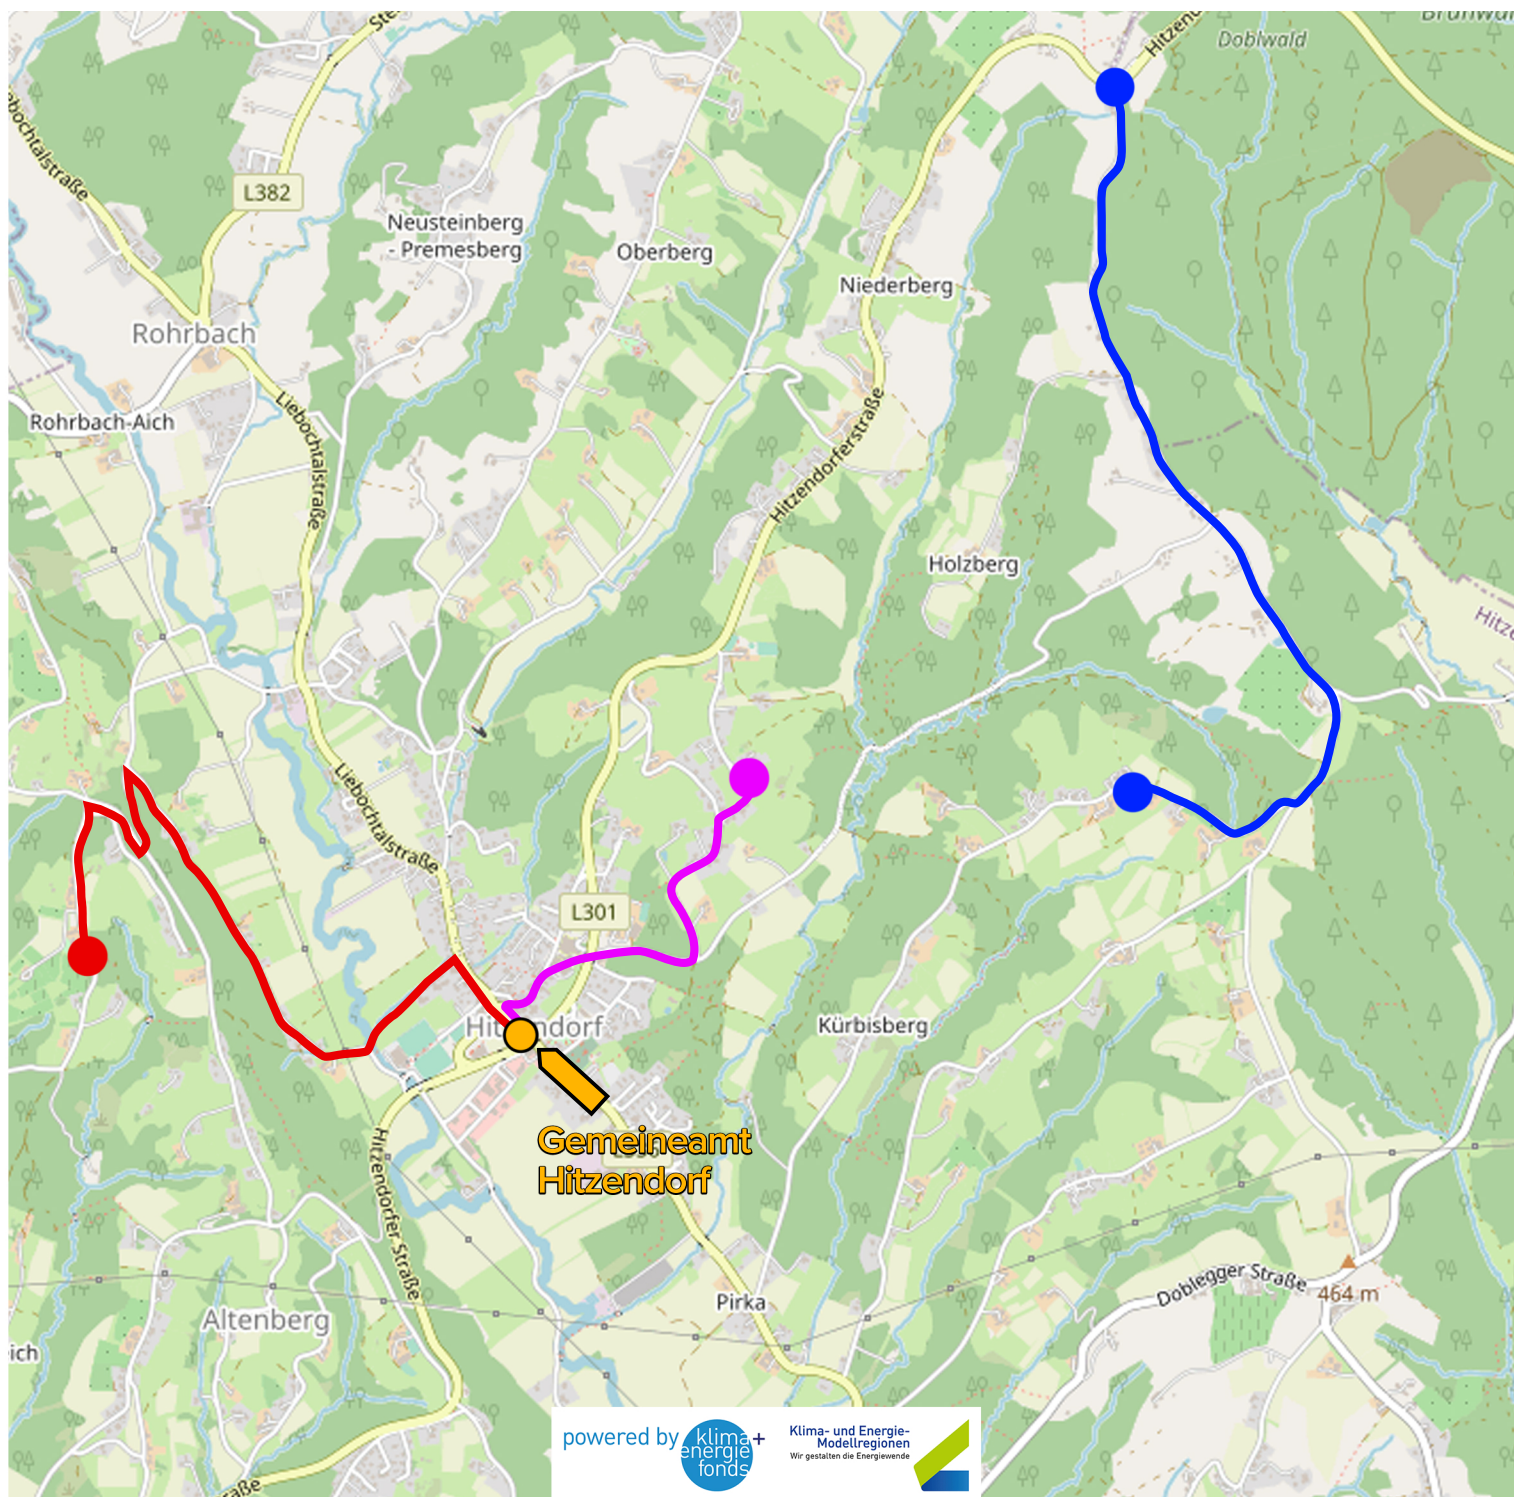 Doblwald
L382
Neusteinberg
- Premesberg
Oberberg
Niederberg
Rohrbach
Rohrbach-Aich
Liebochtalstraße
Hitzendorferstraße
Holzberg
Liebochtalstraße
L301
Hitzendorf
Kürbisberg
Gemeineamt
Hitzendorf
Hitzendorfer Straße
Doblegger Straße
464 m
Pirka
Altenberg
powered by
klima+
energie
fonds
Klima- und Energie-
Modellregionen
Wir gestalten die Energiewende